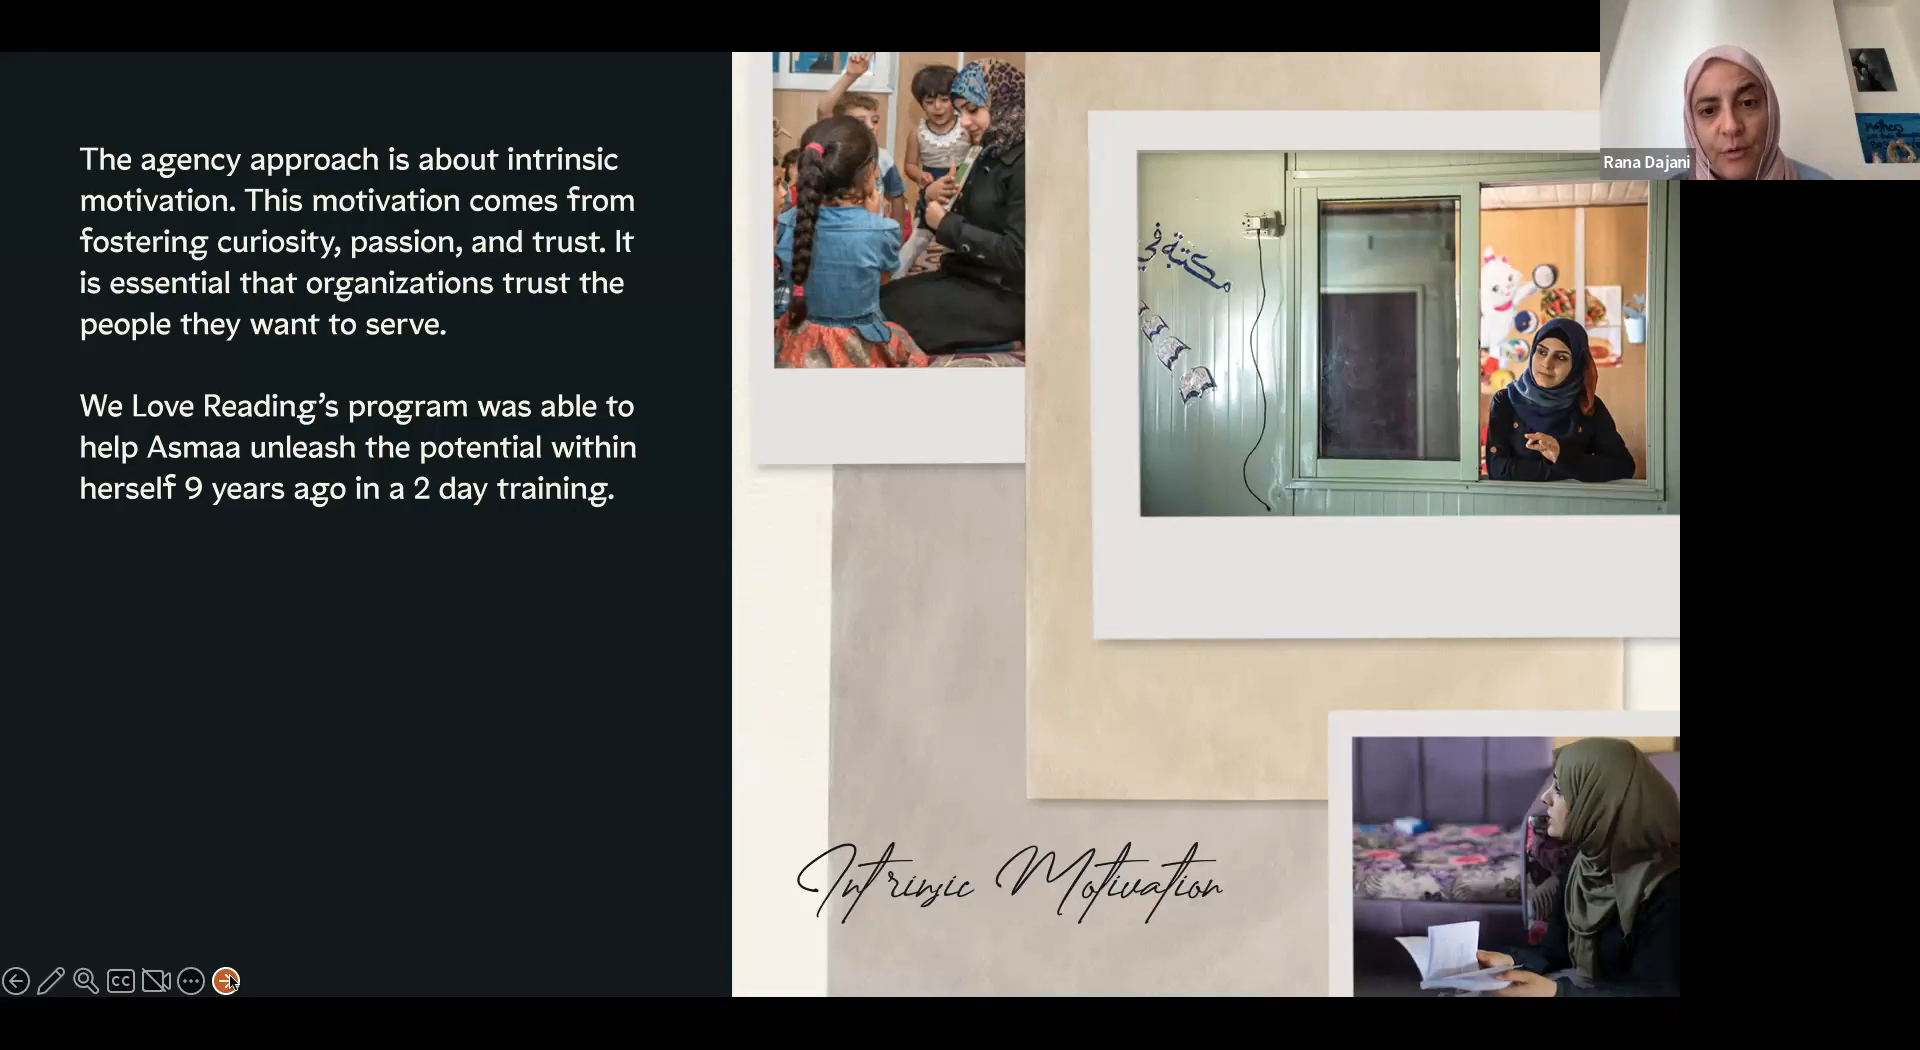 The agency approach is about intrinsic
motivation. This motivation comes from
fostering curiosity, passion, and trust. It
is essential that organizations trust the
people they want to serve.
We Love Reading’s program was able to
help Asmaa unleash the potential within
herself 9 years ago in a 2 day training.
مكتبة في
Intrinsic Motivation
Rana Dajani
Mothers
CC